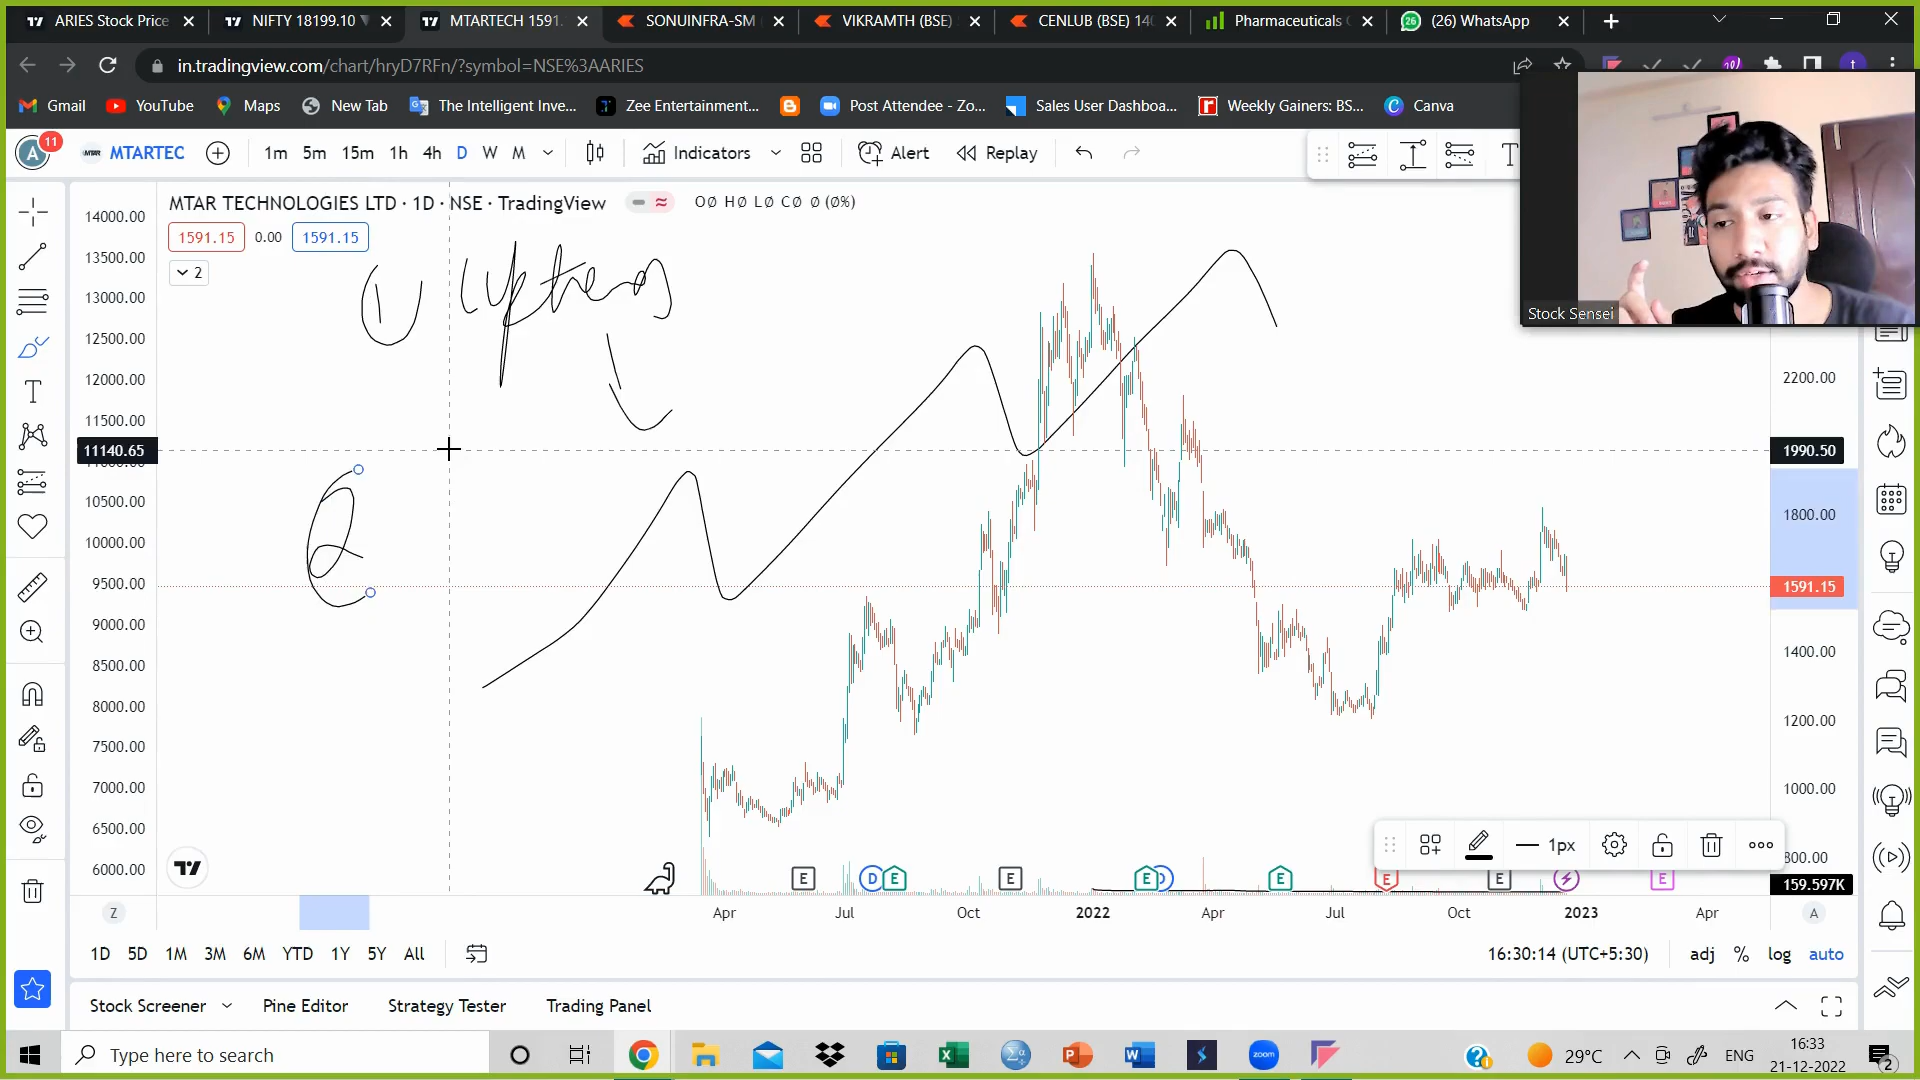 ARIES Stock Price
NIFTY 18199.10
MTARTECH 1591.
SONUINFRA-SM
VIKRAMTH (BSE)
CENLUB (BSE) 140
Pharmaceuticals
(26) WhatsApp
in.tradingview.com/chart/hryD7RFn/?symbol=NSE%3AARIES
Gmail
YouTube
Maps
New Tab
The Intelligent Inve...
Zee Entertainment...
Post Attendee - Zo...
Sales User Dashboa...
Weekly Gainers: BS...
Canva
A 11
MTARTEC
1m 5m 15m 1h 4h D W M
Indicators
Alert
Replay
MTAR TECHNOLOGIES LTD · 1D · NSE · TradingView
O∅ H∅ L∅ C∅ ∅ (∅%)
1591.15 0.00 1591.15
2
① Uptrend
②
Stock Sensei
14000.00
13500.00
13000.00
12500.00
12000.00
11500.00
11140.65
10500.00
10000.00
9500.00
9000.00
8500.00
8000.00
7500.00
7000.00
6500.00
6000.00
2200.00
1990.50
1800.00
1591.15
1400.00
1200.00
1000.00
800.00
159.597K
1px
E D E E E D E E E E
Z Apr Jul Oct 2022 Apr Jul Oct 2023 Apr A
1D 5D 1M 3M 6M YTD 1Y 5Y All
16:30:14 (UTC+5:30) adj % log auto
Stock Screener
Pine Editor
Strategy Tester
Trading Panel
Type here to search
zoom
29°C
ENG
16:33
21-12-2022
2